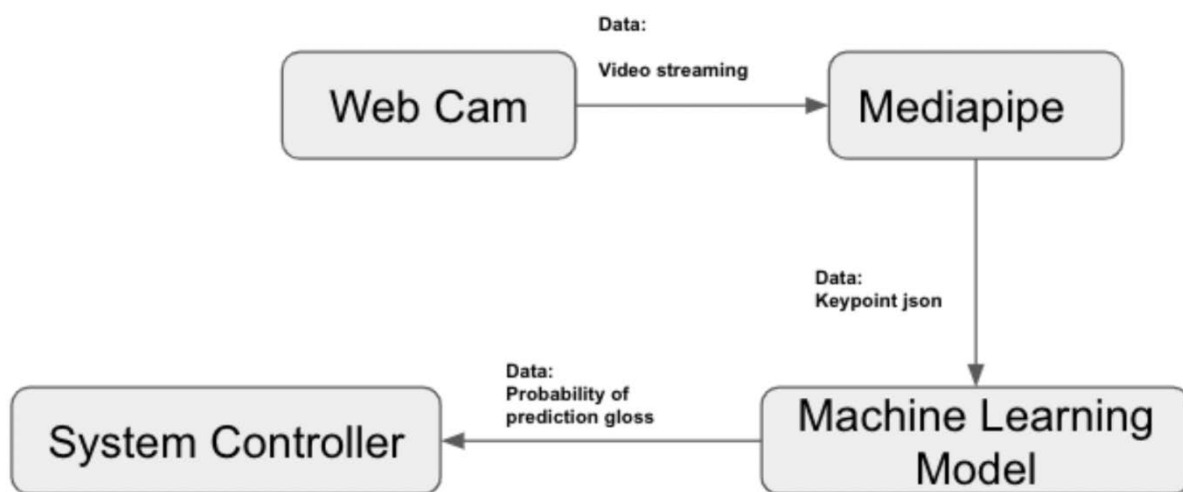 Data:
Video streaming
Web Cam
Mediapipe
Data:
Keypoint json
Data:
Probability of
prediction gloss
System Controller
Machine Learning
Model